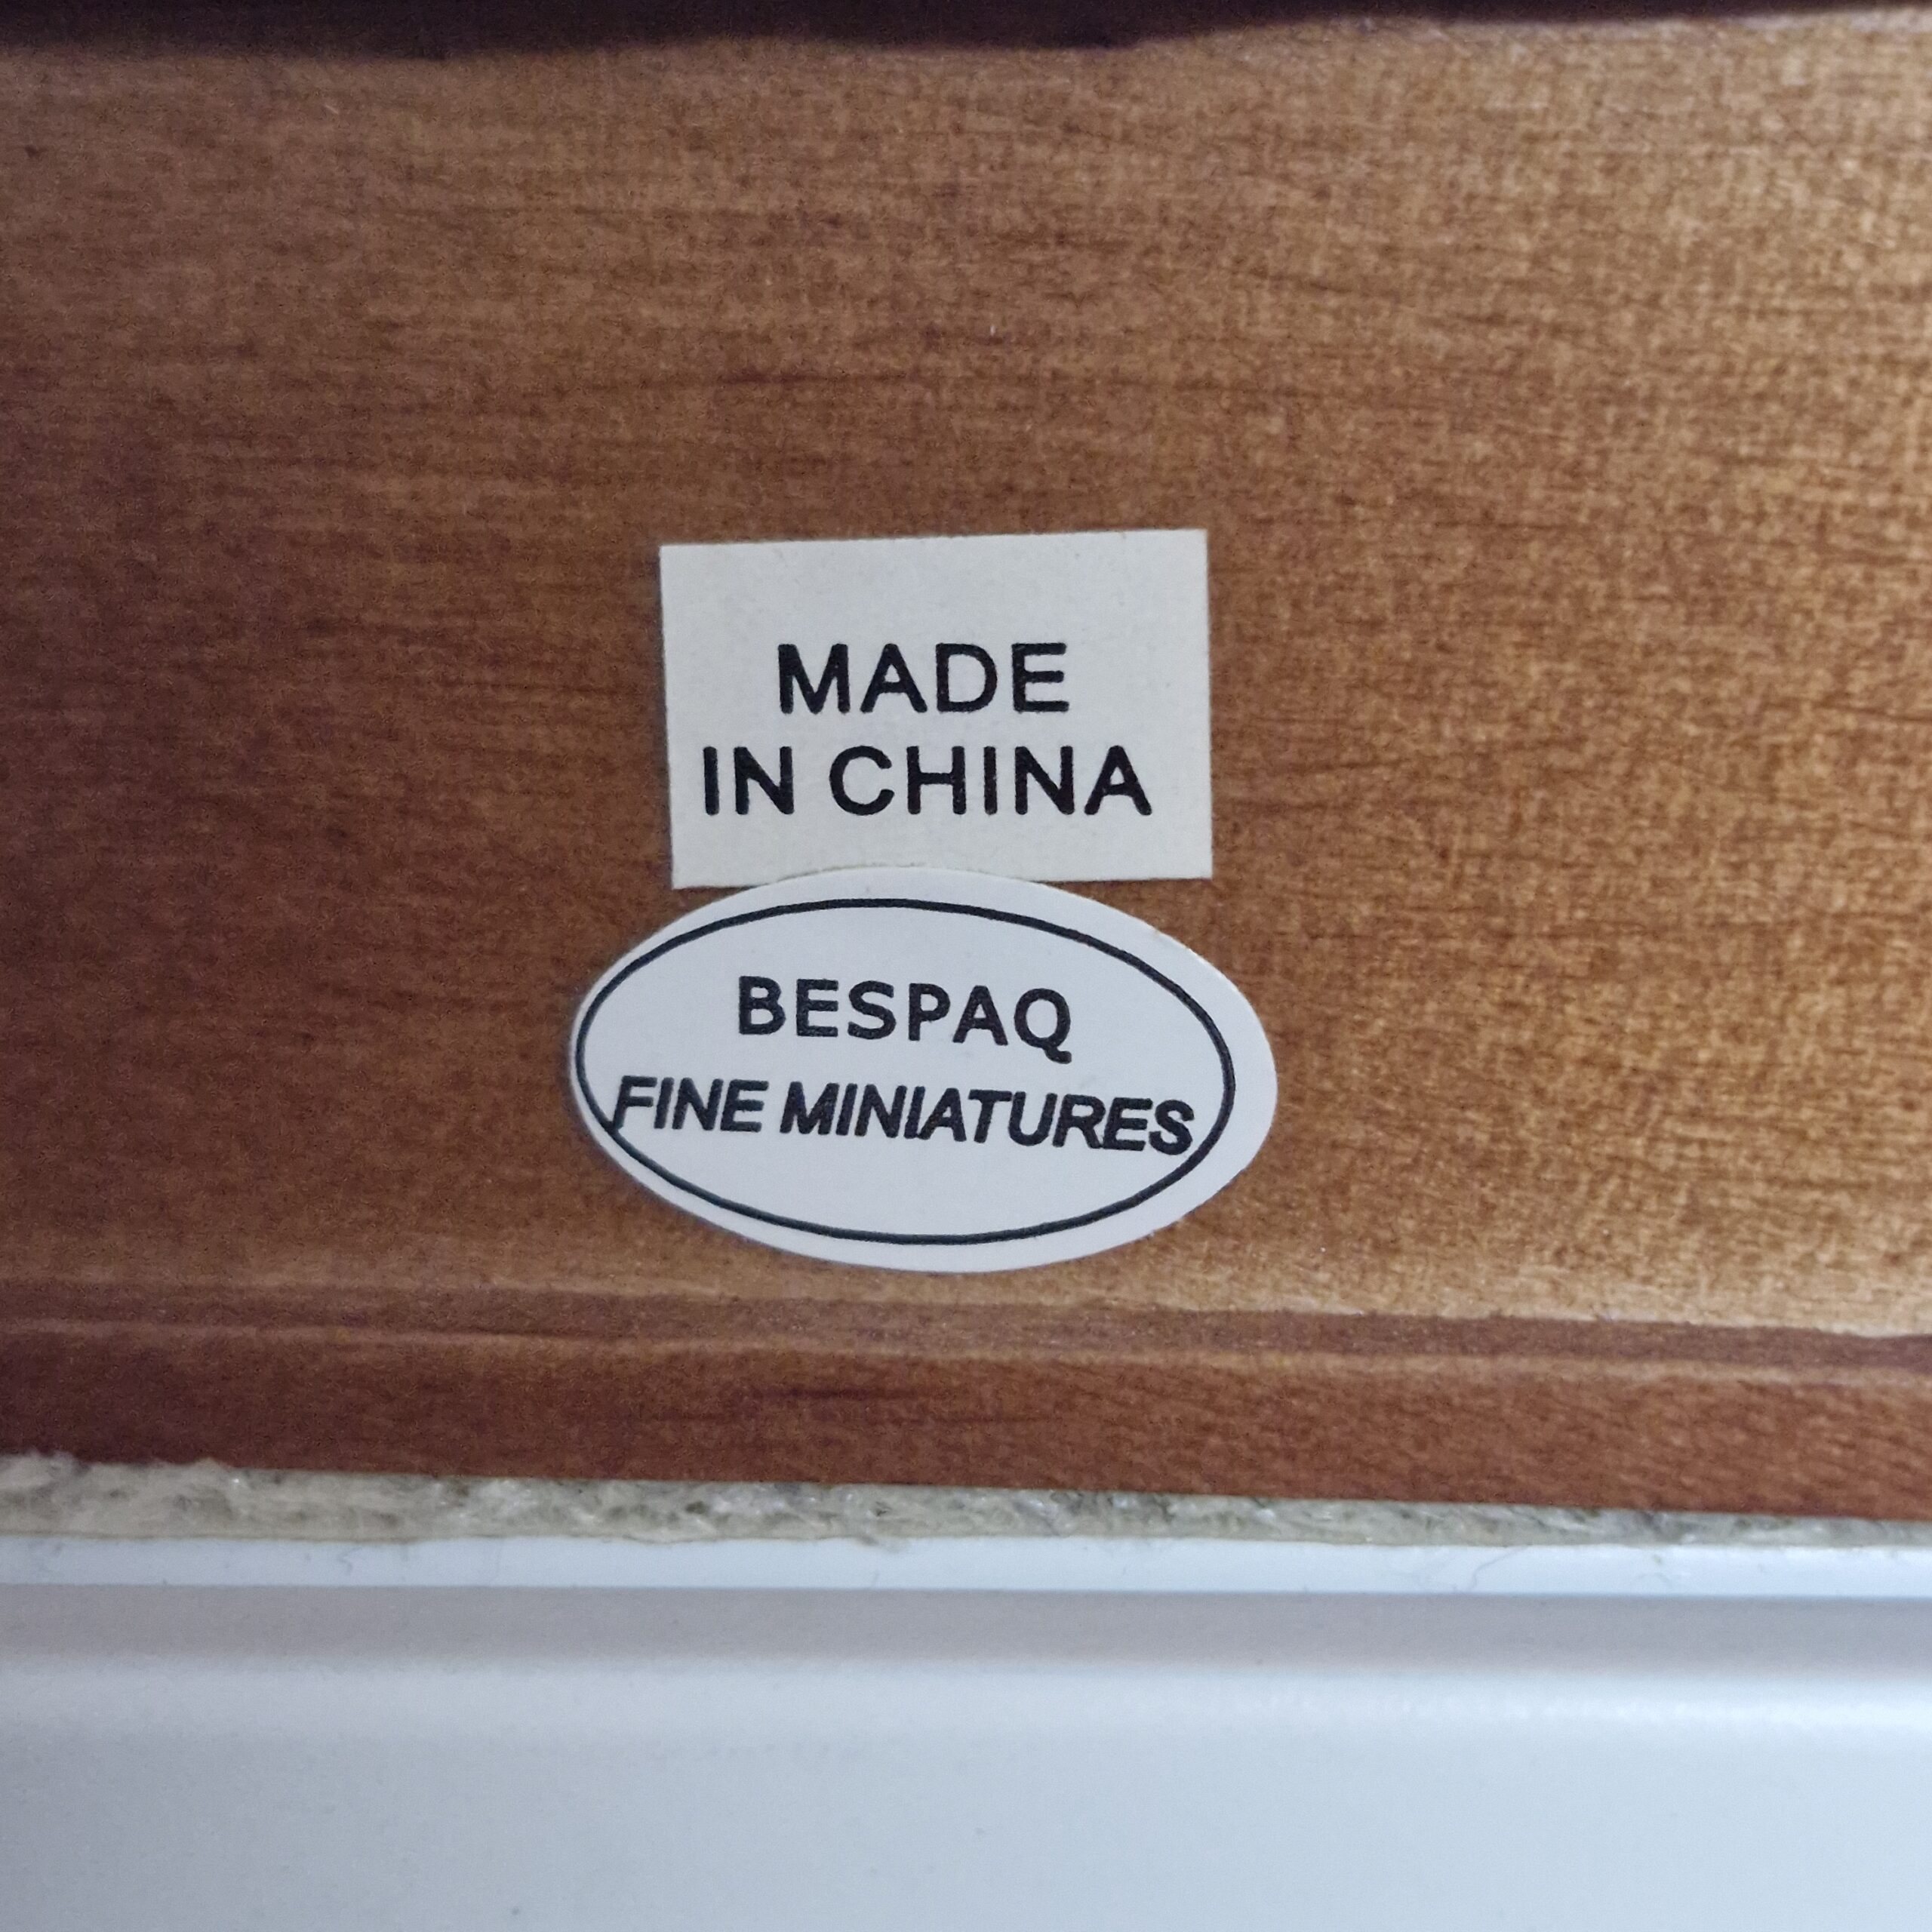 MADE
IN CHINA
BESPAQ
FINE MINIATURES